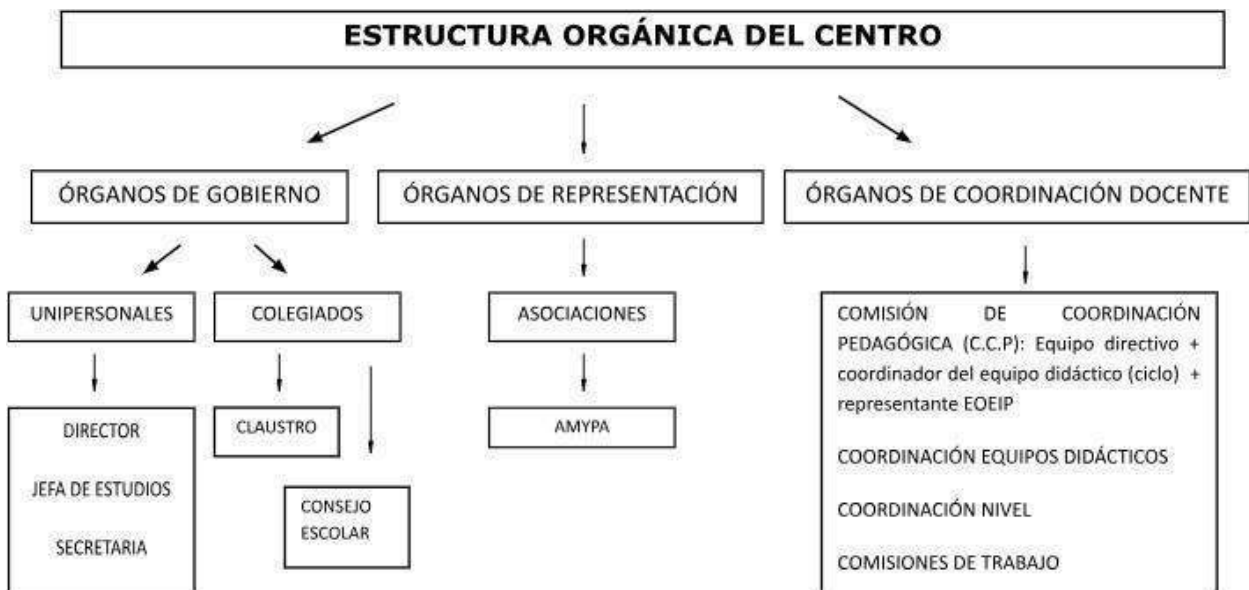 ESTRUCTURA ORGÁNICA DEL CENTRO
ÓRGANOS DE GOBIERNO
ÓRGANOS DE REPRESENTACIÓN
ÓRGANOS DE COORDINACIÓN DOCENTE
UNIPERSONALES
COLEGIADOS
ASOCIACIONES
COMISIÓN DE COORDINACIÓN
PEDAGÓGICA (C.C.P): Equipo directivo +
coordinador del equipo didáctico (ciclo) +
representante EOEIP
COORDINACIÓN EQUIPOS DIDÁCTICOS
COORDINACIÓN NIVEL
COMISIONES DE TRABAJO
DIRECTOR
JEFA DE ESTUDIOS
SECRETARIA
CLAUSTRO
CONSEJO
ESCOLAR
AMYPA